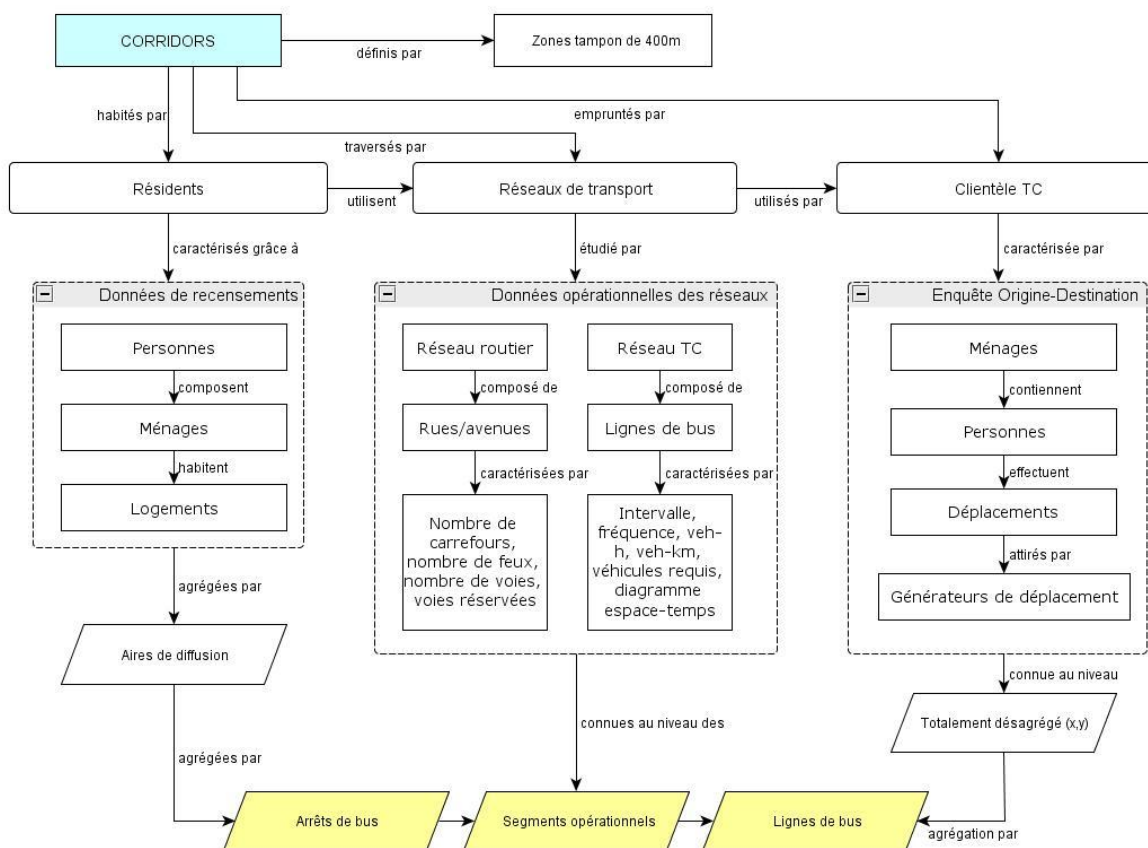 CORRIDORS
définis par
Zones tampon de 400m
habités par
traversés par
empruntés par
Résidents
utilisent
Réseaux de transport
utilisés par
Clientèle TC
caractérisés grâce à
étudié par
caractérisée par
Données de recensements
Personnes
composent
Ménages
habitent
Logements
Données opérationnelles des réseaux
Réseau routier
Réseau TC
composé de
composé de
Rues/avenues
Lignes de bus
caractérisées par
caractérisées par
Nombre de
carrefours,
nombre de feux,
nombre de voies,
voies réservées
Intervalle,
fréquence, veh-
h, veh-km,
véhicules requis,
diagramme
espace-temps
Enquête Origine-Destination
Ménages
contiennent
Personnes
effectuent
Déplacements
attirés par
Générateurs de déplacement
agrégées par
Aires de diffusion
agrégées par
connues au niveau des
connue au niveau
Totalement désagrégé (x,y)
agrégation par
Arrêts de bus
Segments opérationnels
Lignes de bus